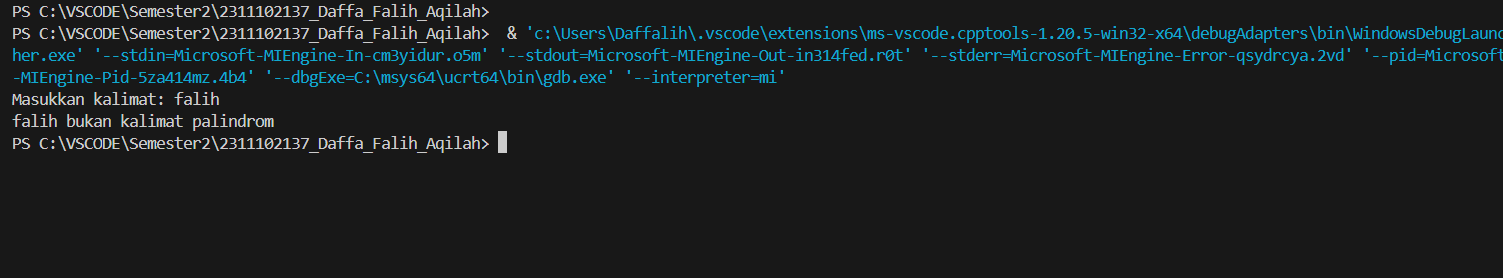 PS C:\VSCODE\Semester2\2311102137_Daffa_Falih_Aqilah>
PS C:\VSCODE\Semester2\2311102137_Daffa_Falih_Aqilah>  & 'c:\Users\Daffalih\.vscode\extensions\ms-vscode.cpptools-1.20.5-win32-x64\debugAdapters\bin\WindowsDebugLaunc
her.exe' '--stdin=Microsoft-MIEngine-In-cm3yidur.o5m' '--stdout=Microsoft-MIEngine-Out-in314fed.r0t' '--stderr=Microsoft-MIEngine-Error-qsydrcya.2vd' '--pid=Microsoft
-MIEngine-Pid-5za414mz.4b4' '--dbgExe=C:\msys64\ucrt64\bin\gdb.exe' '--interpreter=mi'
Masukkan kalimat: falih
falih bukan kalimat palindrom
PS C:\VSCODE\Semester2\2311102137_Daffa_Falih_Aqilah>